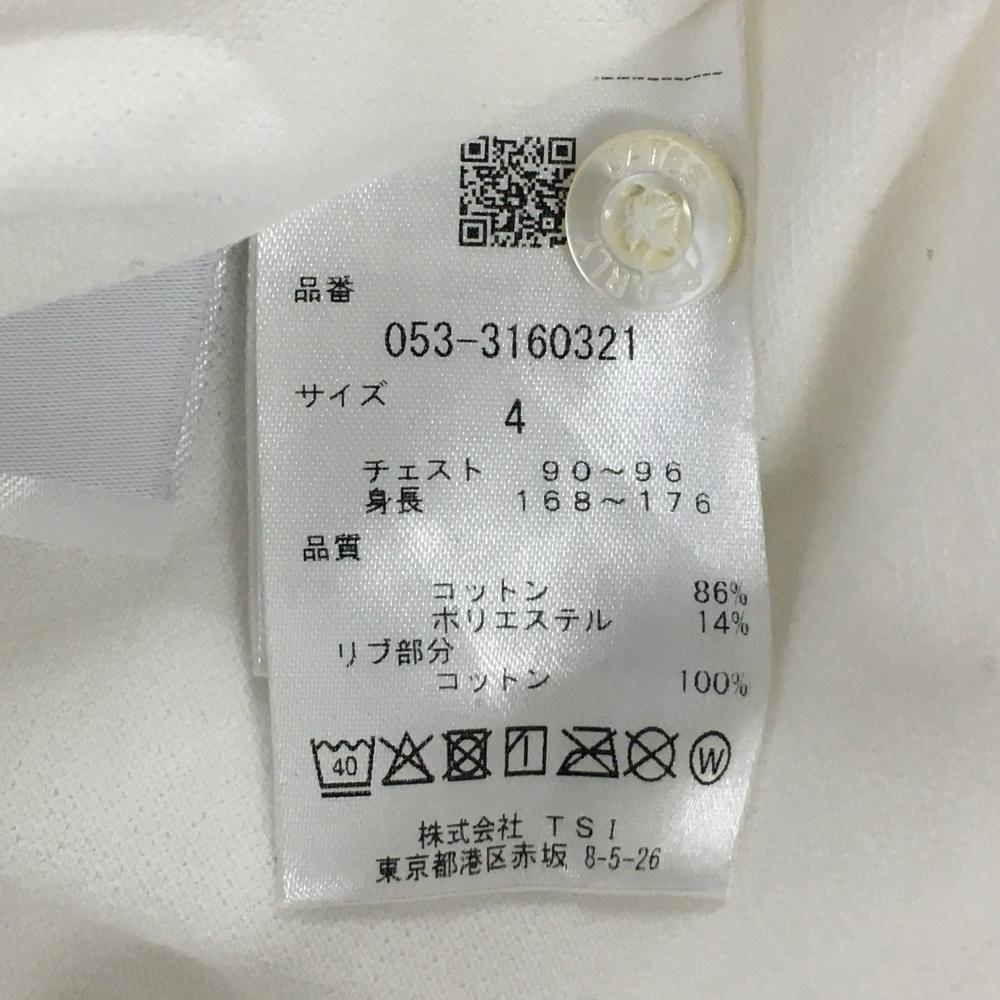 品番
053-3160321
サイズ
4
チェスト 90～96
身長 168～176
品質
コットン 86%
ポリエステル 14%
リブ部分
コットン 100%
40
W
株式会社 TSI
東京都港区赤坂 8-5-26